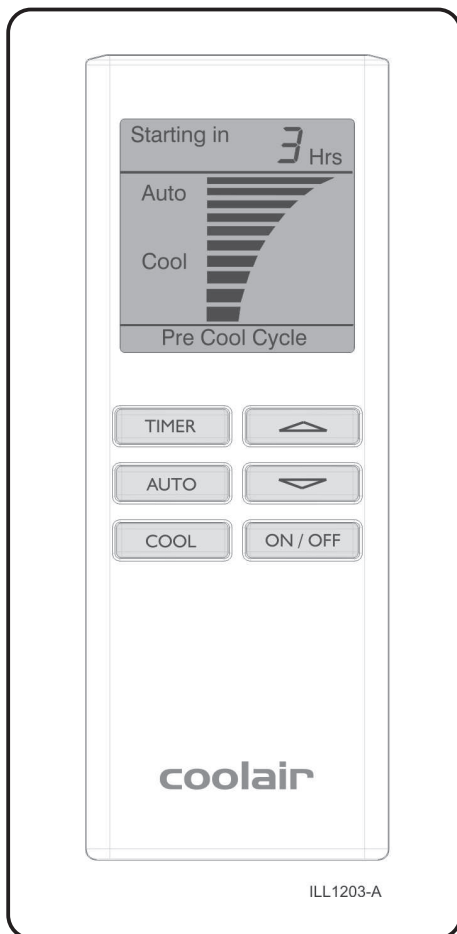 Starting in 3 Hrs
Auto
Cool
Pre Cool Cycle
TIMER
AUTO
COOL ON / OFF
coolair
ILL1203-A